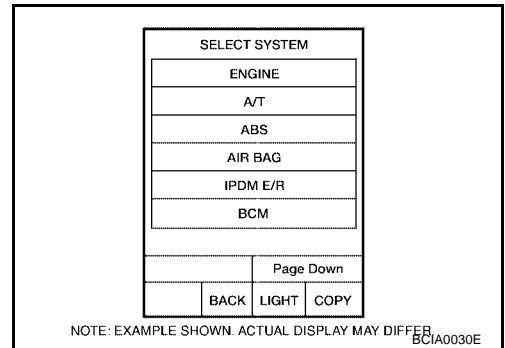 SELECT SYSTEM
ENGINE
A/T
ABS
AIR BAG
IPDM E/R
BCM
Page Down
BACK LIGHT COPY
NOTE: EXAMPLE SHOWN. ACTUAL DISPLAY MAY DIFFER.
BCIA0030E